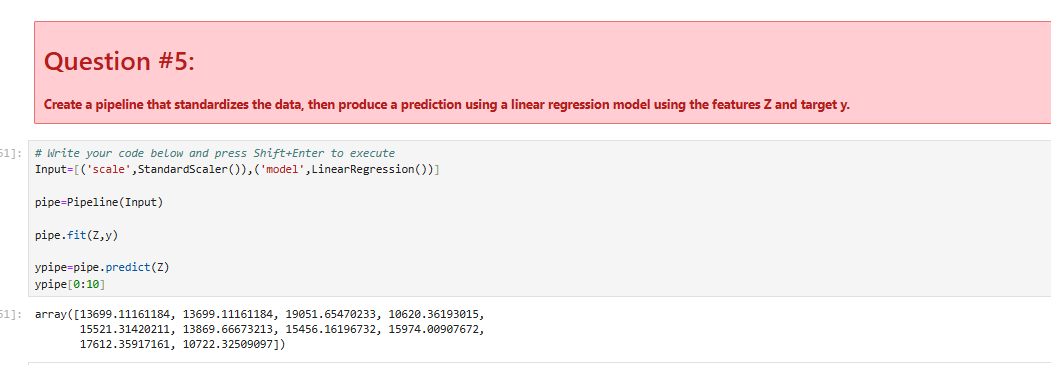 Question #5:
Create a pipeline that standardizes the data, then produce a prediction using a linear regression model using the features Z and target y.
51]: # Write your code below and press Shift+Enter to execute
Input=[('scale',StandardScaler()),('model',LinearRegression())]
pipe=Pipeline(Input)
pipe.fit(Z,y)
ypipe=pipe.predict(Z)
ypipe[0:10]
51]: array([13699.11161184, 13699.11161184, 19051.65470233, 10620.36193015,
15521.31420211, 13869.66673213, 15456.16196732, 15974.00907672,
17612.35917161, 10722.32509097])